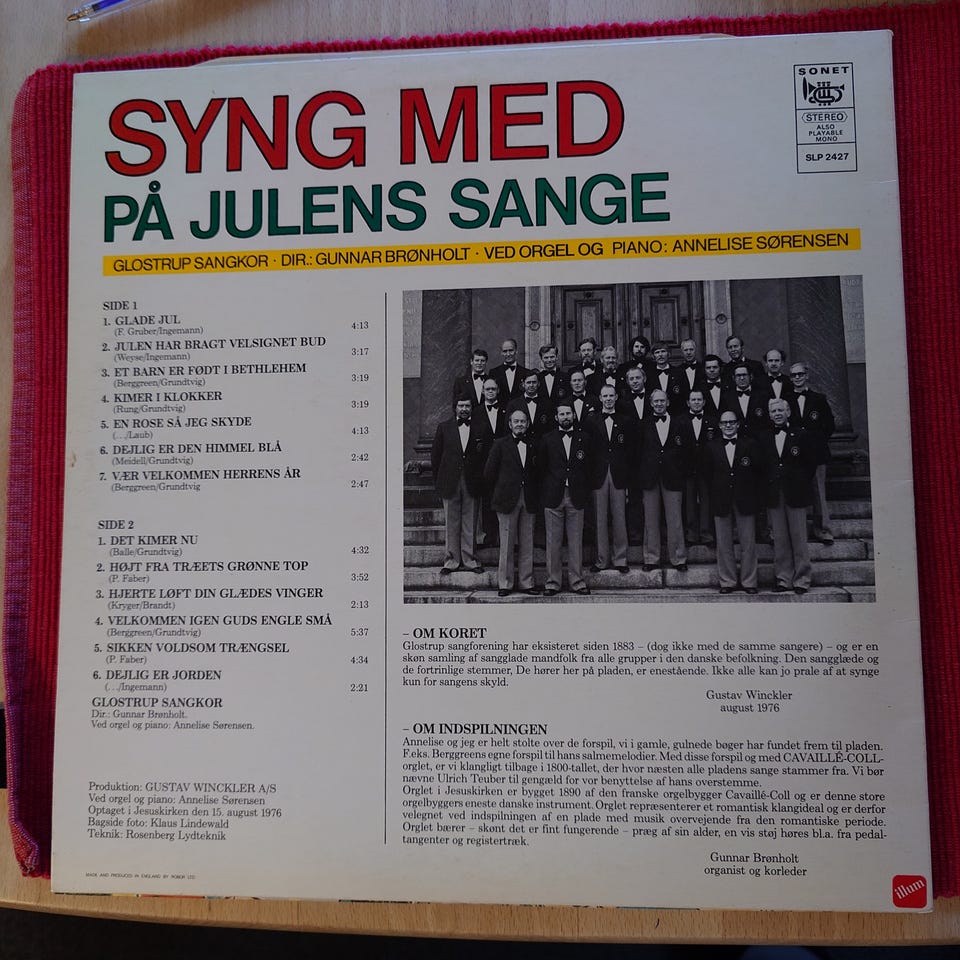 SYNG MED
PÅ JULENS SANGE
GLOSTRUP SANGKOR · DIR.: GUNNAR BRØNHOLT · VED ORGEL OG PIANO: ANNELISE SØRENSEN
SONET
STEREO
ALSO
PLAYABLE
MONO
SLP 2427
SIDE 1
1. GLADE JUL
(F. Gruber/Ingemann) 4:13
2. JULEN HAR BRAGT VELSIGNET BUD
(Weyse/Ingemann) 3:17
3. ET BARN ER FØDT I BETHLEHEM
(Berggreen/Grundtvig) 3:19
4. KIMER I KLOKKER
(Rung/Grundtvig) 3:19
5. EN ROSE SÅ JEG SKYDE
(. ./Laub) 4:13
6. DEJLIG ER DEN HIMMEL BLÅ
(Meidell/Grundtvig) 2:42
7. VÆR VELKOMMEN HERRENS ÅR
(Berggreen/Grundtvig 2:47
SIDE 2
1. DET KIMER NU
(Balle/Grundtvig) 4:32
2. HØJT FRA TRÆETS GRØNNE TOP
(P. Faber) 3:52
3. HJERTE LØFT DIN GLÆDES VINGER
(Kryger/Brandt) 2:13
4. VELKOMMEN IGEN GUDS ENGLE SMÅ
(Berggreen/Grundtvig) 5:37
5. SIKKEN VOLDSOM TRÆNGSEL
(P. Faber) 4:34
6. DEJLIG ER JORDEN
(. . ./Ingemann) 2:21
GLOSTRUP SANGKOR
Dir.: Gunnar Brønholt.
Ved orgel og piano: Annelise Sørensen.
Produktion: GUSTAV WINCKLER A/S
Ved orgel og piano: Annelise Sørensen
Optaget i Jesuskirken den 15. august 1976
Bagside foto: Klaus Lindewald
Teknik: Rosenberg Lydteknik
MADE AND PRODUCED IN ENGLAND BY ROBOR LTD
– OM KORET
Glostrup sangforening har eksisteret siden 1883 – (dog ikke med de samme sangere) – og er en
skøn samling af sangglade mandfolk fra alle grupper i den danske befolkning. Den sangglæde og
de fortrinlige stemmer, De hører her på pladen, er enestående. Ikke alle kan jo prale af at synge
kun for sangens skyld.
Gustav Winckler
august 1976
– OM INDSPILNINGEN
Annelise og jeg er helt stolte over de forspil, vi i gamle, gulnede bøger har fundet frem til pladen.
F.eks. Berggreens egne forspil til hans salmemelodier. Med disse forspil og med CAVAILLÉ-COLL-
orglet, er vi klangligt tilbage i 1800-tallet, der hvor næsten alle pladens sange stammer fra. Vi bør
nævne Ulrich Teuber til gengæld for vor benyttelse af hans overstemme.
Orglet i Jesuskirken er bygget 1890 af den franske orgelbygger Cavaillé-Coll og er denne store
orgelbyggers eneste danske instrument. Orglet repræsenterer et romantisk klangideal og er derfor
velegnet ved indspilningen af en plade med musik overvejende fra den romantiske periode.
Orglet bærer – skønt det er fint fungerende – præg af sin alder, en vis støj høres bl.a. fra pedal-
tangenter og registertræk.
Gunnar Brønholt
organist og korleder
illum